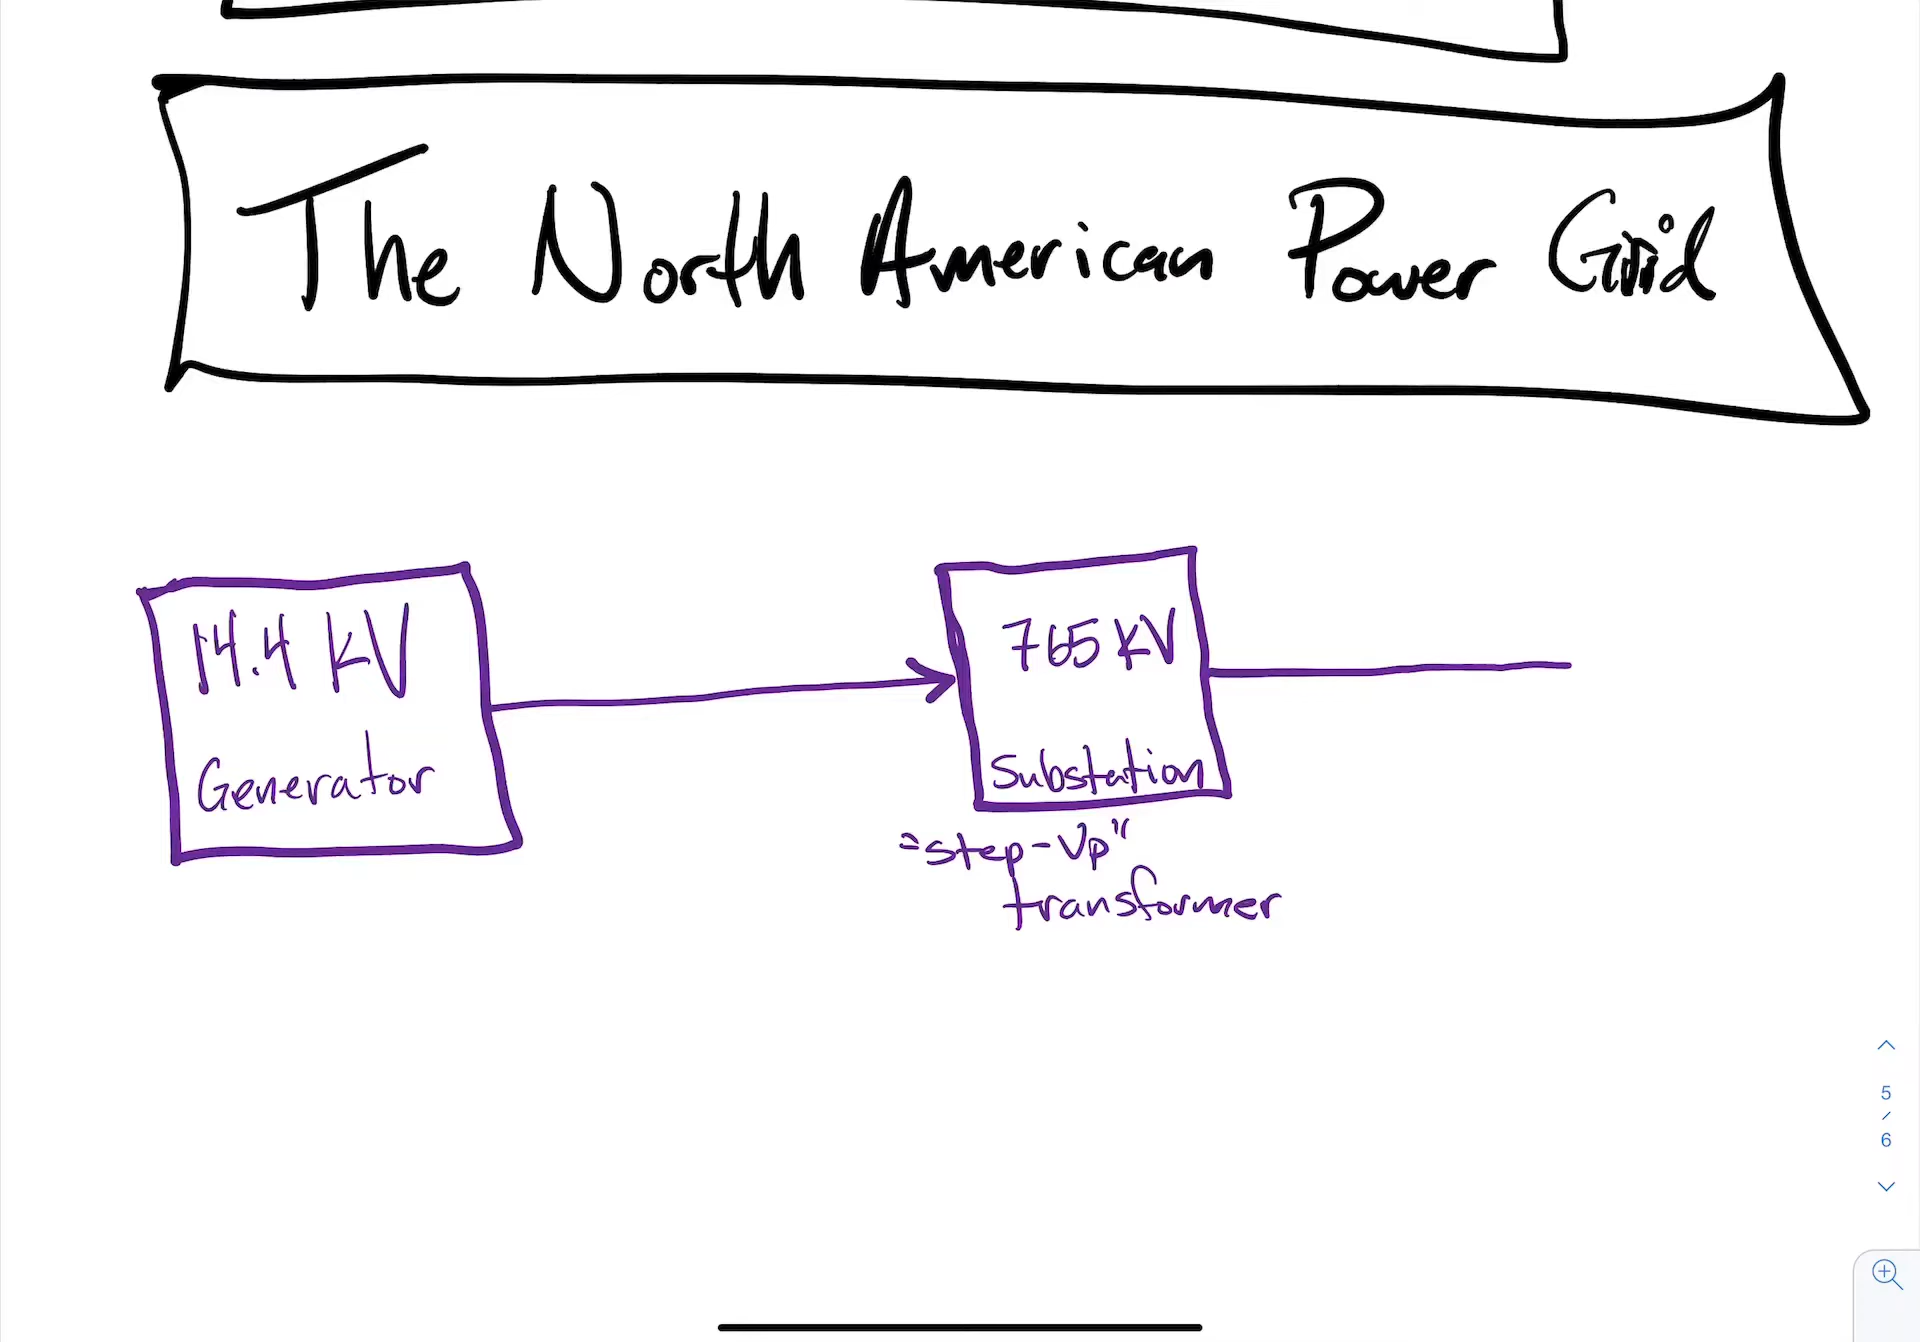 The North American Power Grid
14.4 kV
Generator
765 kV
Substation
"step-Up"
transformer
5
/
6